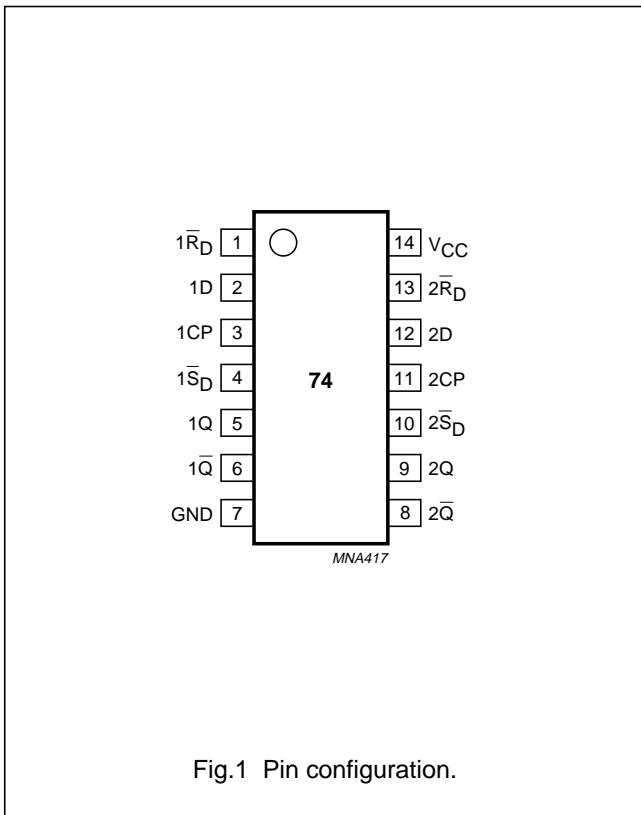 1R̅D 1 14 VCC
1D 2 13 2R̅D
1CP 3 12 2D
1S̅D 4 74 11 2CP
1Q 5 10 2S̅D
1Q̅ 6 9 2Q
GND 7 8 2Q̅
MNA417
Fig.1 Pin configuration.